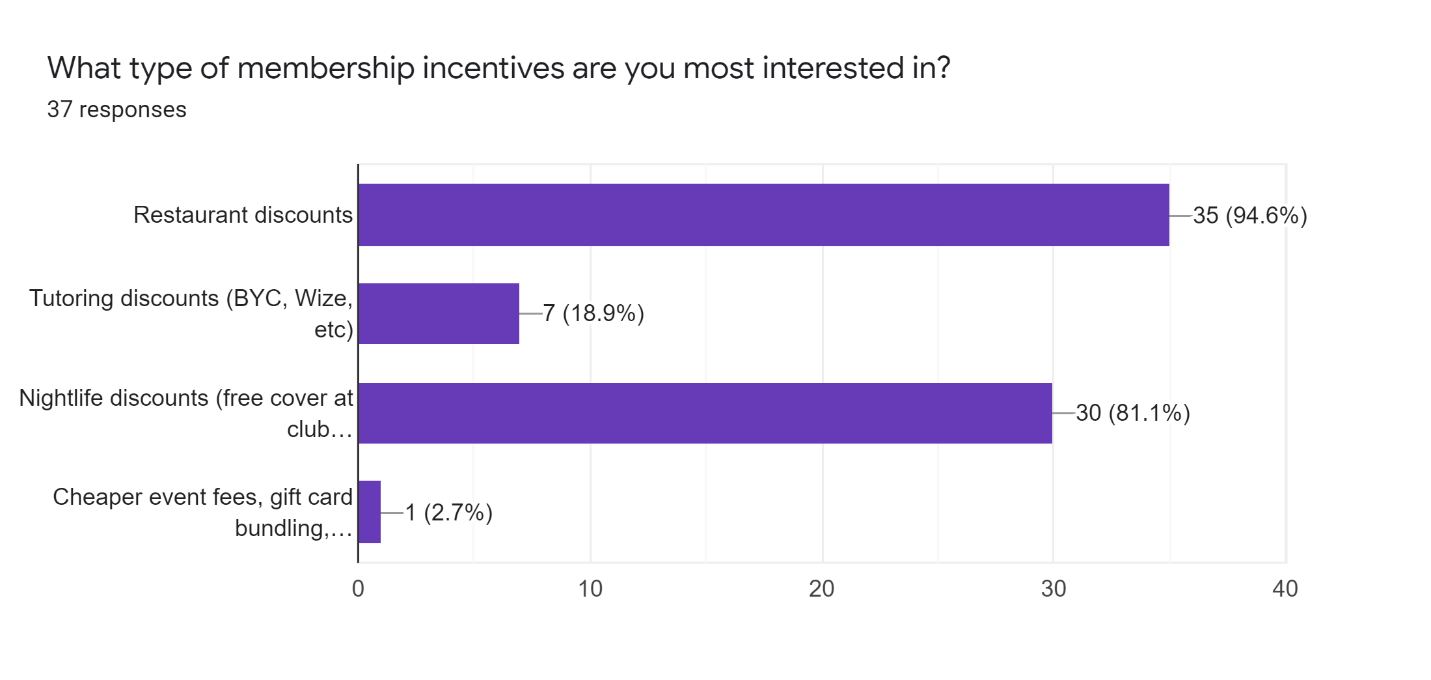 What type of membership incentives are you most interested in?
37 responses
Restaurant discounts
35 (94.6%)
Tutoring discounts (BYC, Wize,
etc)
7 (18.9%)
Nightlife discounts (free cover at
club…
30 (81.1%)
Cheaper event fees, gift card
bundling,…
1 (2.7%)
0 10 20 30 40